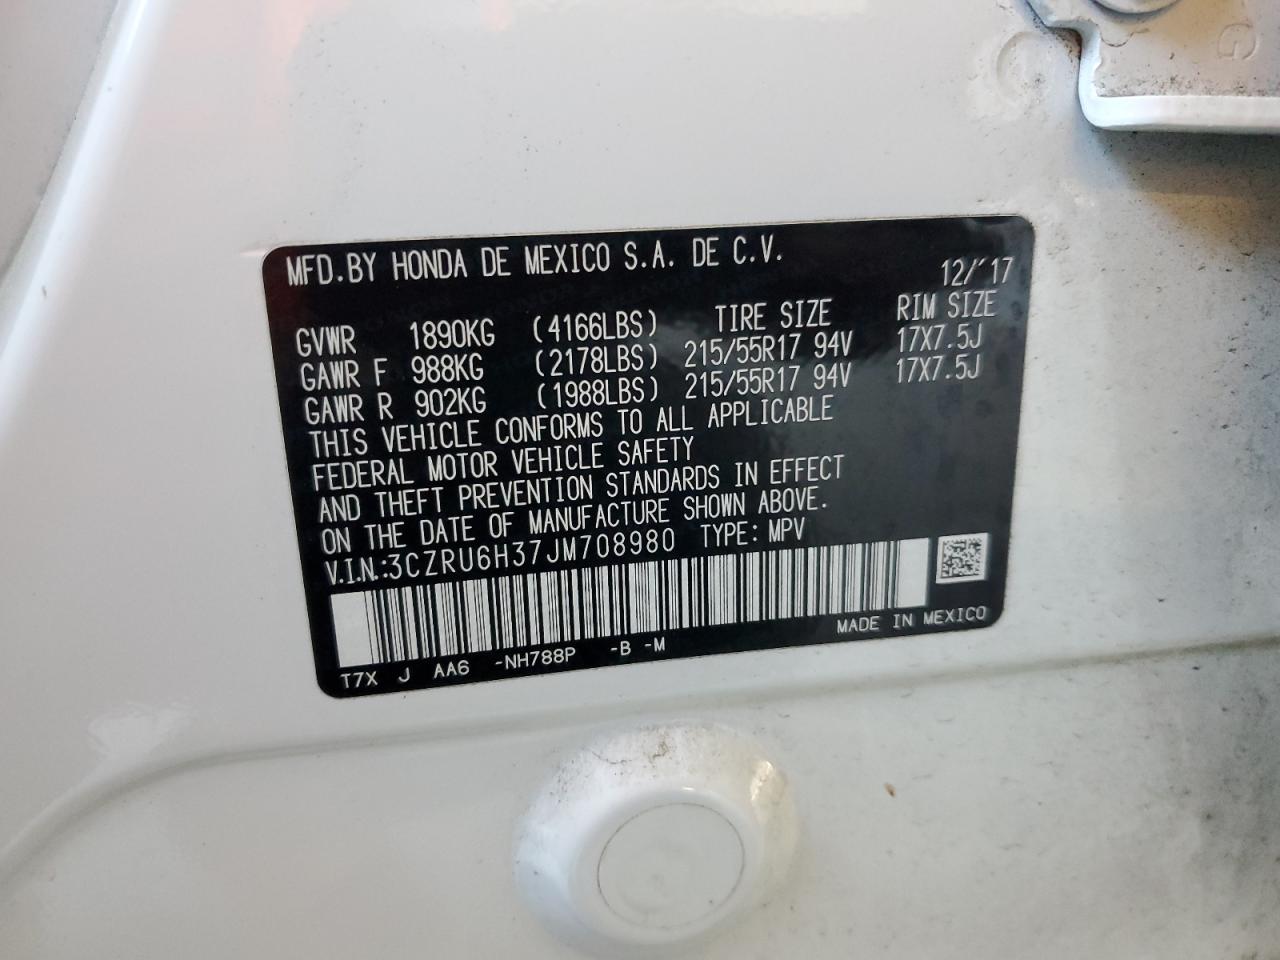 MFD.BY HONDA DE MEXICO S.A. DE C.V.
12/'17
GVWR 1890KG (4166LBS) TIRE SIZE RIM SIZE
GAWR F 988KG (2178LBS) 215/55R17 94V 17X7.5J
GAWR R 902KG (1988LBS) 215/55R17 94V 17X7.5J
THIS VEHICLE CONFORMS TO ALL APPLICABLE
FEDERAL MOTOR VEHICLE SAFETY
AND THEFT PREVENTION STANDARDS IN EFFECT
ON THE DATE OF MANUFACTURE SHOWN ABOVE.
V.I.N.:3CZRU6H37JM708980 TYPE: MPV
MADE IN MEXICO
T7X J AA6 -NH788P -B -M
G